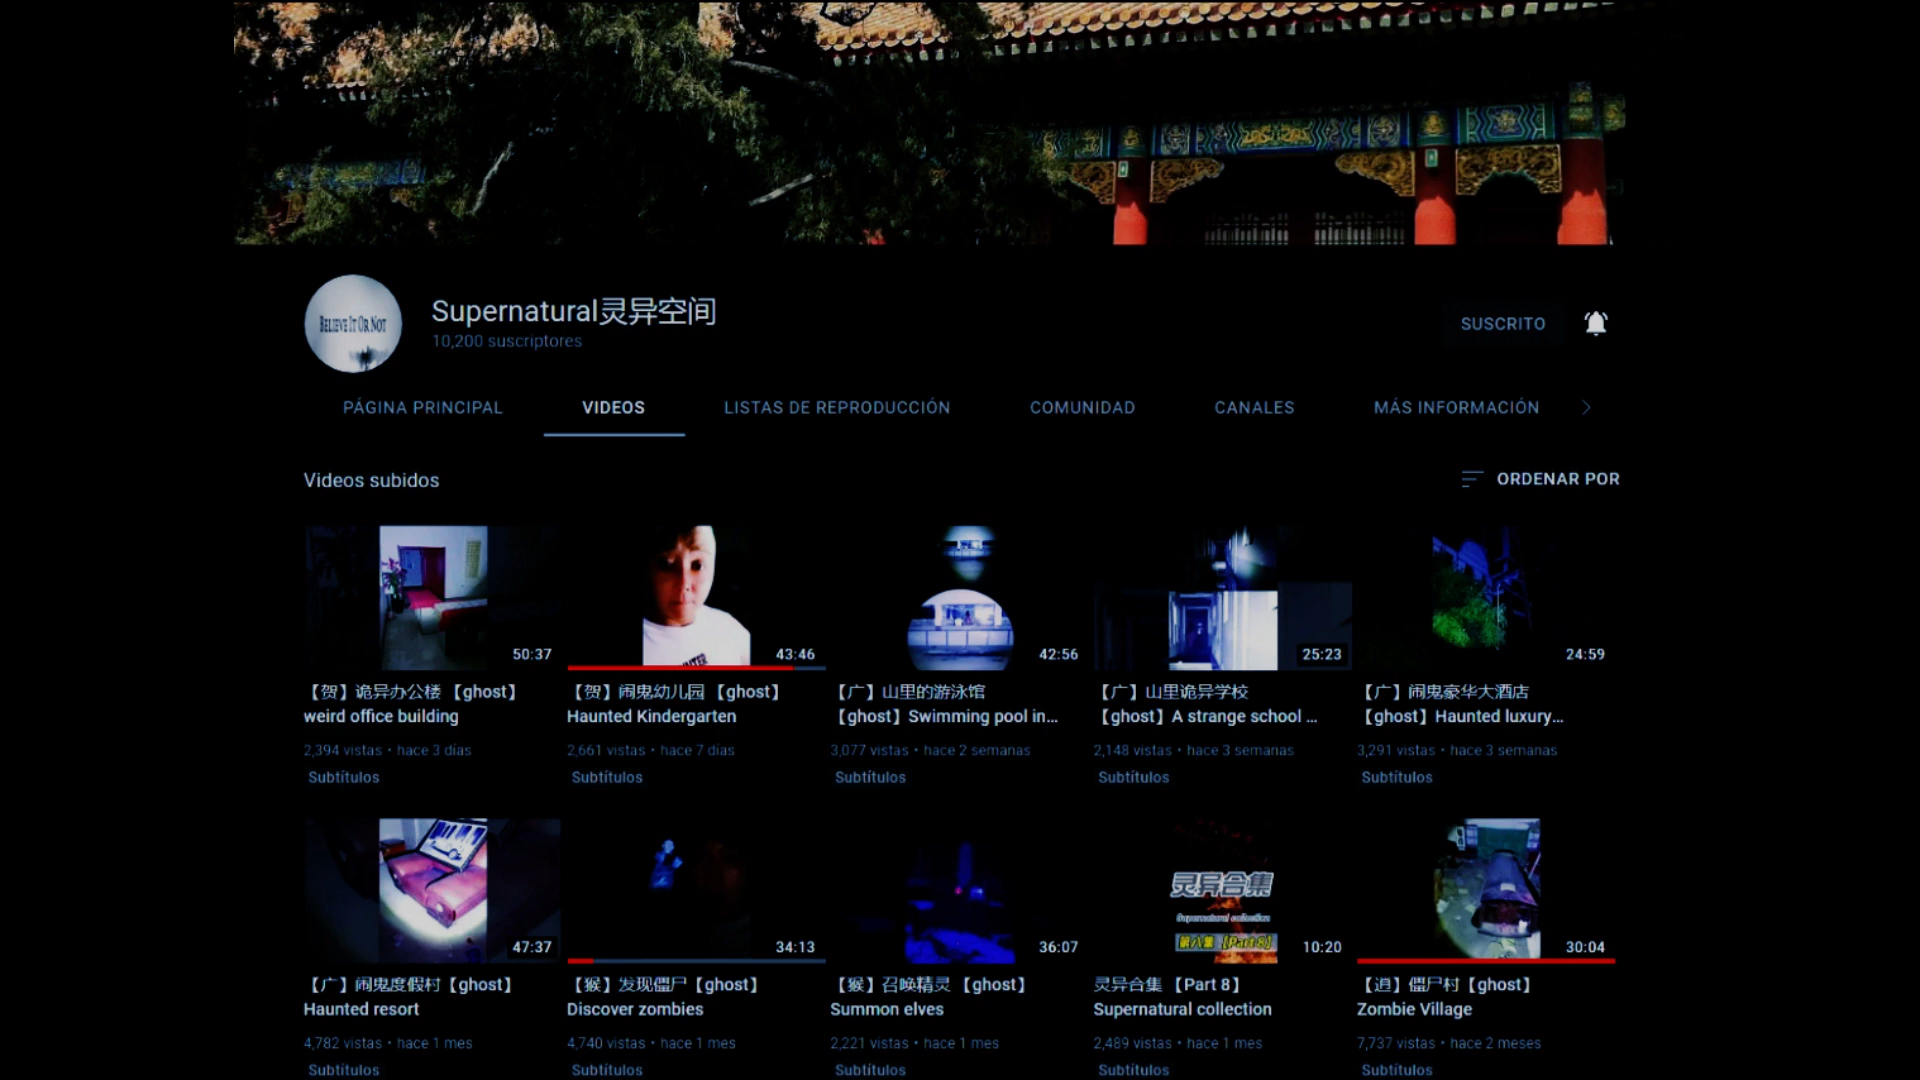 BELIEVE IT OR NOT
Supernatural灵异空间
10,200 suscriptores
SUSCRITO
PÁGINA PRINCIPAL
VIDEOS
LISTAS DE REPRODUCCIÓN
COMUNIDAD
CANALES
MÁS INFORMACIÓN
Videos subidos
ORDENAR POR
50:37
43:46
42:56
25:23
24:59
【贺】诡异办公楼 【ghost】
weird office building
2,394 vistas • hace 3 días
Subtítulos
【贺】闹鬼幼儿园 【ghost】
Haunted Kindergarten
2,661 vistas • hace 7 días
Subtítulos
【广】山里的游泳馆
【ghost】Swimming pool in...
3,077 vistas • hace 2 semanas
Subtítulos
【广】山里诡异学校
【ghost】A strange school ...
2,148 vistas • hace 3 semanas
Subtítulos
【广】闹鬼豪华大酒店
【ghost】Haunted luxury...
3,291 vistas • hace 3 semanas
Subtítulos
47:37
34:13
36:07
灵异合集
Supernatural collection
第八集【Part 8】
10:20
30:04
【广】闹鬼度假村【ghost】
Haunted resort
4,782 vistas • hace 1 mes
Subtítulos
【猴】发现僵尸【ghost】
Discover zombies
4,740 vistas • hace 1 mes
Subtítulos
【猴】召唤精灵 【ghost】
Summon elves
2,221 vistas • hace 1 mes
Subtítulos
灵异合集 【Part 8】
Supernatural collection
2,489 vistas • hace 1 mes
Subtítulos
【逍】僵尸村【ghost】
Zombie Village
7,737 vistas • hace 2 meses
Subtítulos